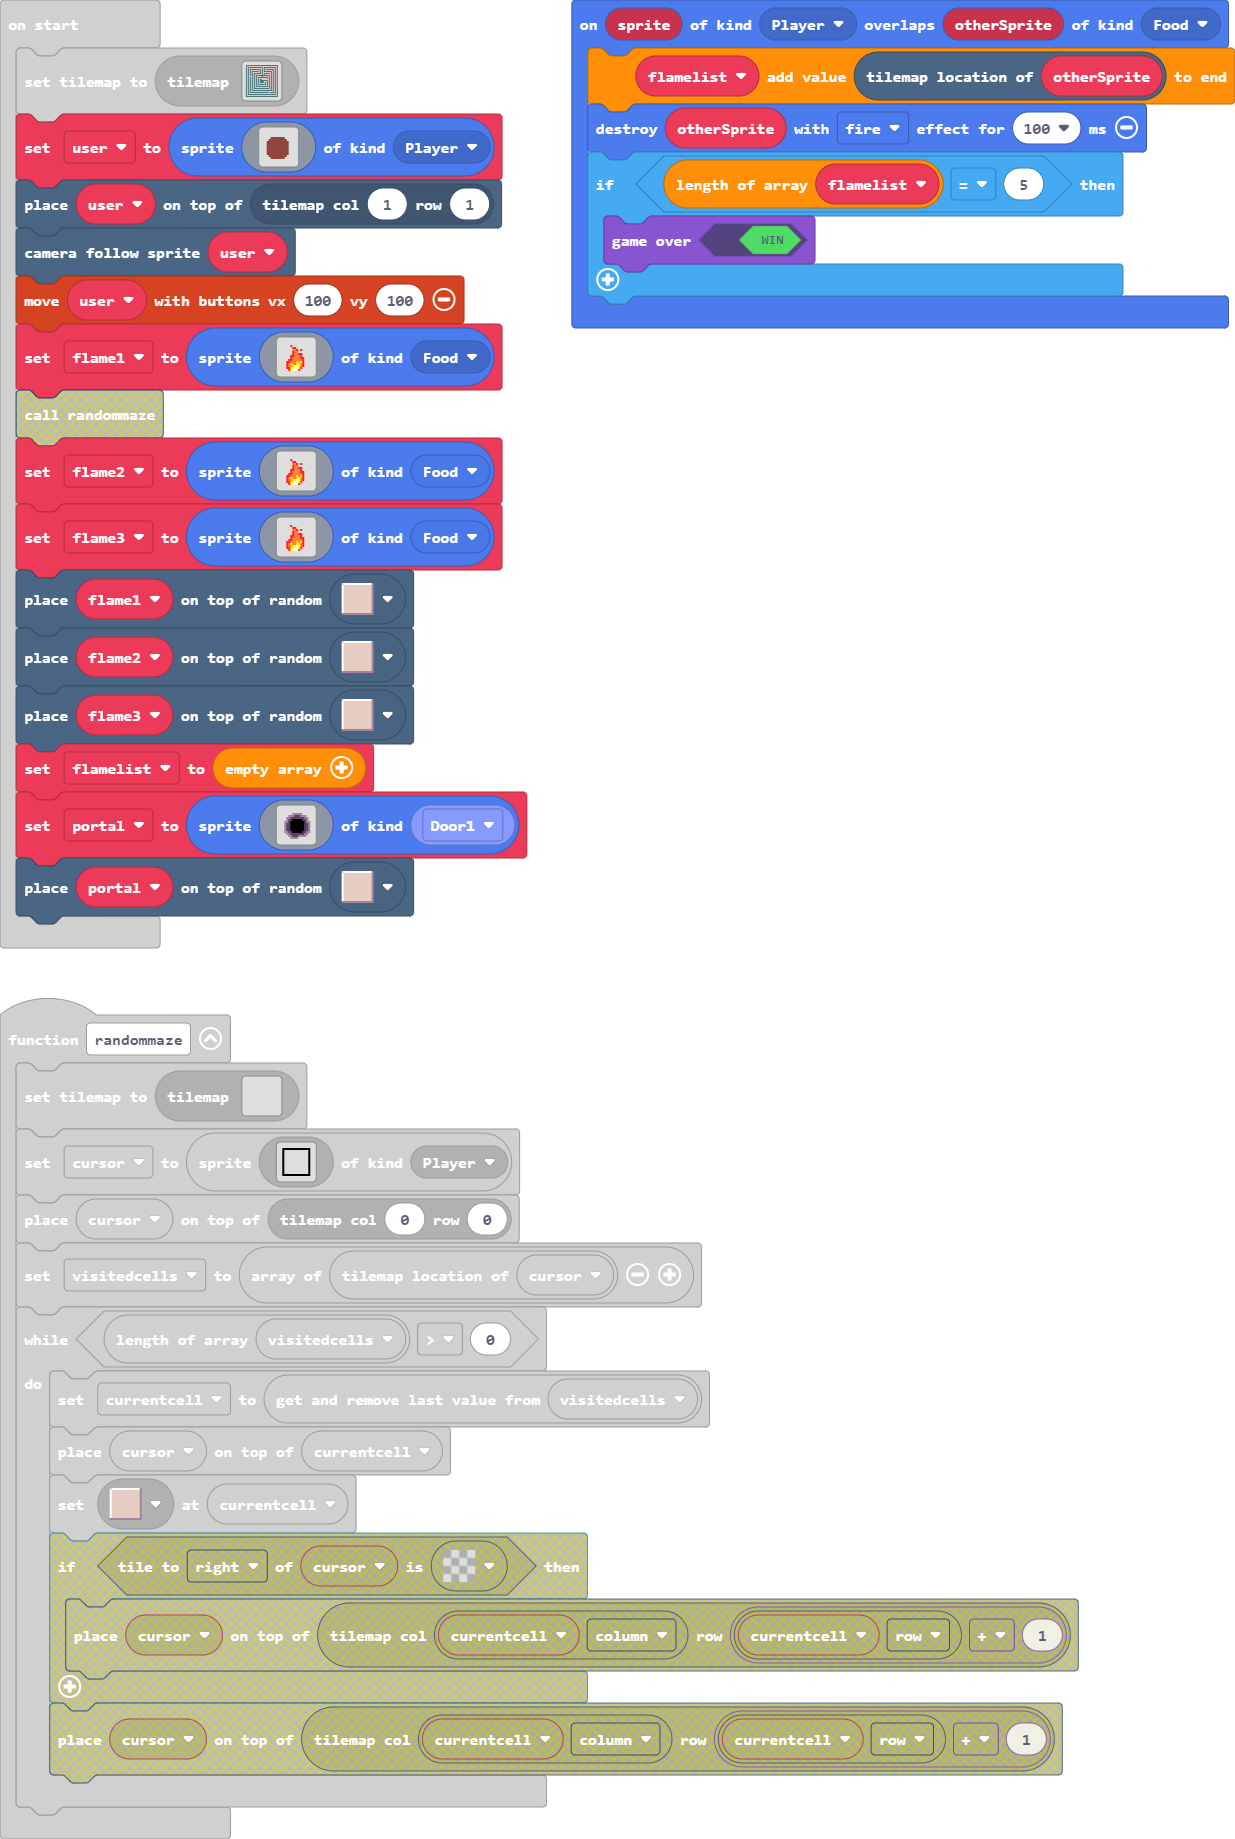 on start
set tilemap to tilemap
set user to sprite of kind Player
place user on top of tilemap col 1 row 1
camera follow sprite user
move user with buttons vx 100 vy 100
set flame1 to sprite of kind Food
call randommaze
set flame2 to sprite of kind Food
set flame3 to sprite of kind Food
place flame1 on top of random
place flame2 on top of random
place flame3 on top of random
set flamelist to empty array
set portal to sprite of kind Door1
place portal on top of random
on sprite of kind Player overlaps otherSprite of kind Food
flamelist add value tilemap location of otherSprite to end
destroy otherSprite with fire effect for 100 ms
if length of array flamelist = 5 then
game over WIN
function randommaze
set tilemap to tilemap
set cursor to sprite of kind Player
place cursor on top of tilemap col 0 row 0
set visitedcells to array of tilemap location of cursor
while length of array visitedcells > 0
do
set currentcell to get and remove last value from visitedcells
place cursor on top of currentcell
set at currentcell
if tile to right of cursor is then
place cursor on top of tilemap col currentcell column row currentcell row + 1
place cursor on top of tilemap col currentcell column row currentcell row + 1